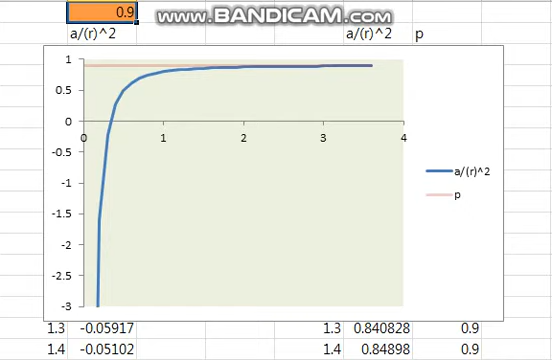 0.9
www.BANDICAM.com
a/(r)^2 a/(r)^2 p
1
0.5
0
-0.5
-1
-1.5
-2
-2.5
-3
0 1 2 3 4
a/(r)^2
p
1.3 -0.05917 1.3 0.840828 0.9
1.4 -0.05102 1.4 0.84898 0.9